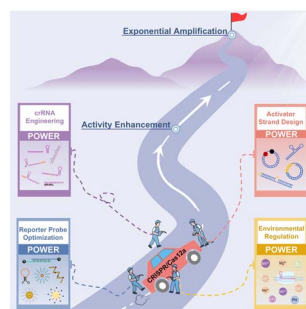 Exponential Amplification
crRNA
Engineering
POWER
Activater
Strand Design
POWER
Activity Enhancement
Reporter Probe
Optimization
POWER
CRISPR/Cas12a
Environmental
Regulation
POWER